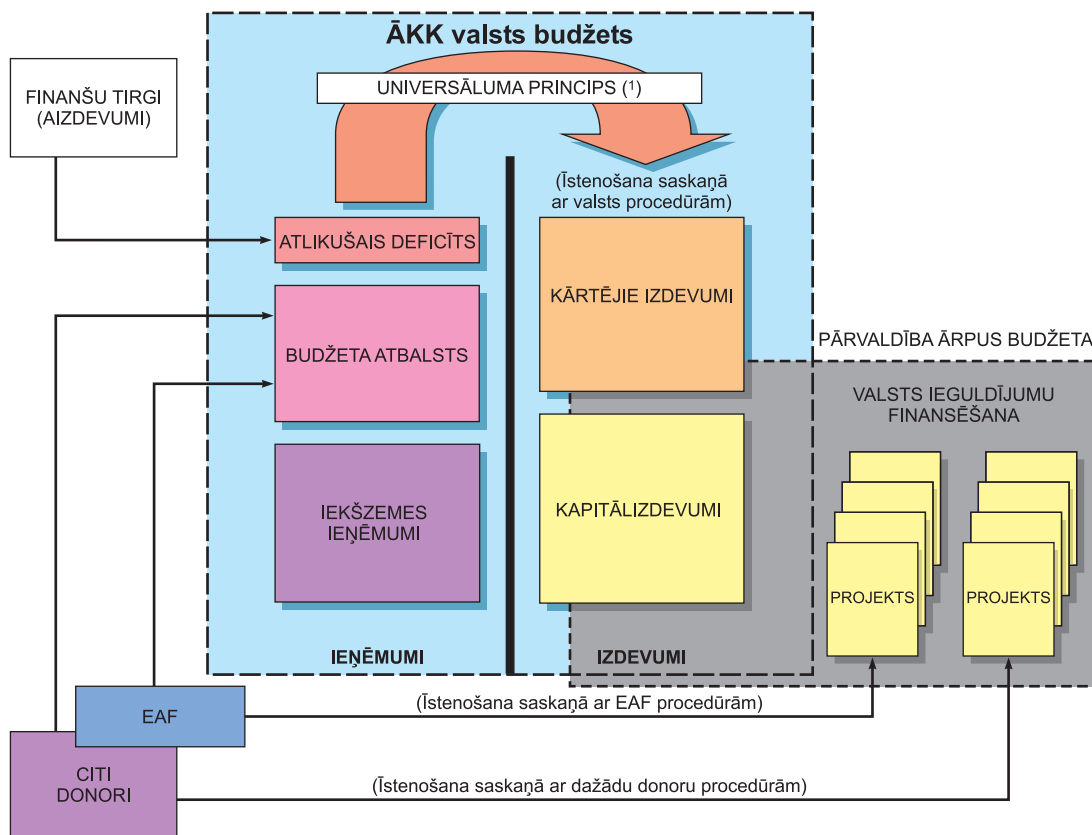 ĀKK valsts budžets
UNIVERSĀLUMA PRINCIPS (¹)
FINANŠU TIRGI
(AIZDEVUMI)
(Īstenošana saskaņā
ar valsts procedūrām)
ATLIKUŠAIS DEFICĪTS
KĀRTĒJIE IZDEVUMI
BUDŽETA ATBALSTS
PĀRVALDĪBA ĀRPUS BUDŽETA
VALSTS IEGULDĪJUMU
FINANSĒŠANA
IEKŠZEMES
IEŅĒMUMI
KAPITĀLIZDEVUMI
PROJEKTS
PROJEKTS
IEŅĒMUMI
IZDEVUMI
EAF
(Īstenošana saskaņā ar EAF procedūrām)
CITI
DONORI
(Īstenošana saskaņā ar dažādu donoru procedūrām)